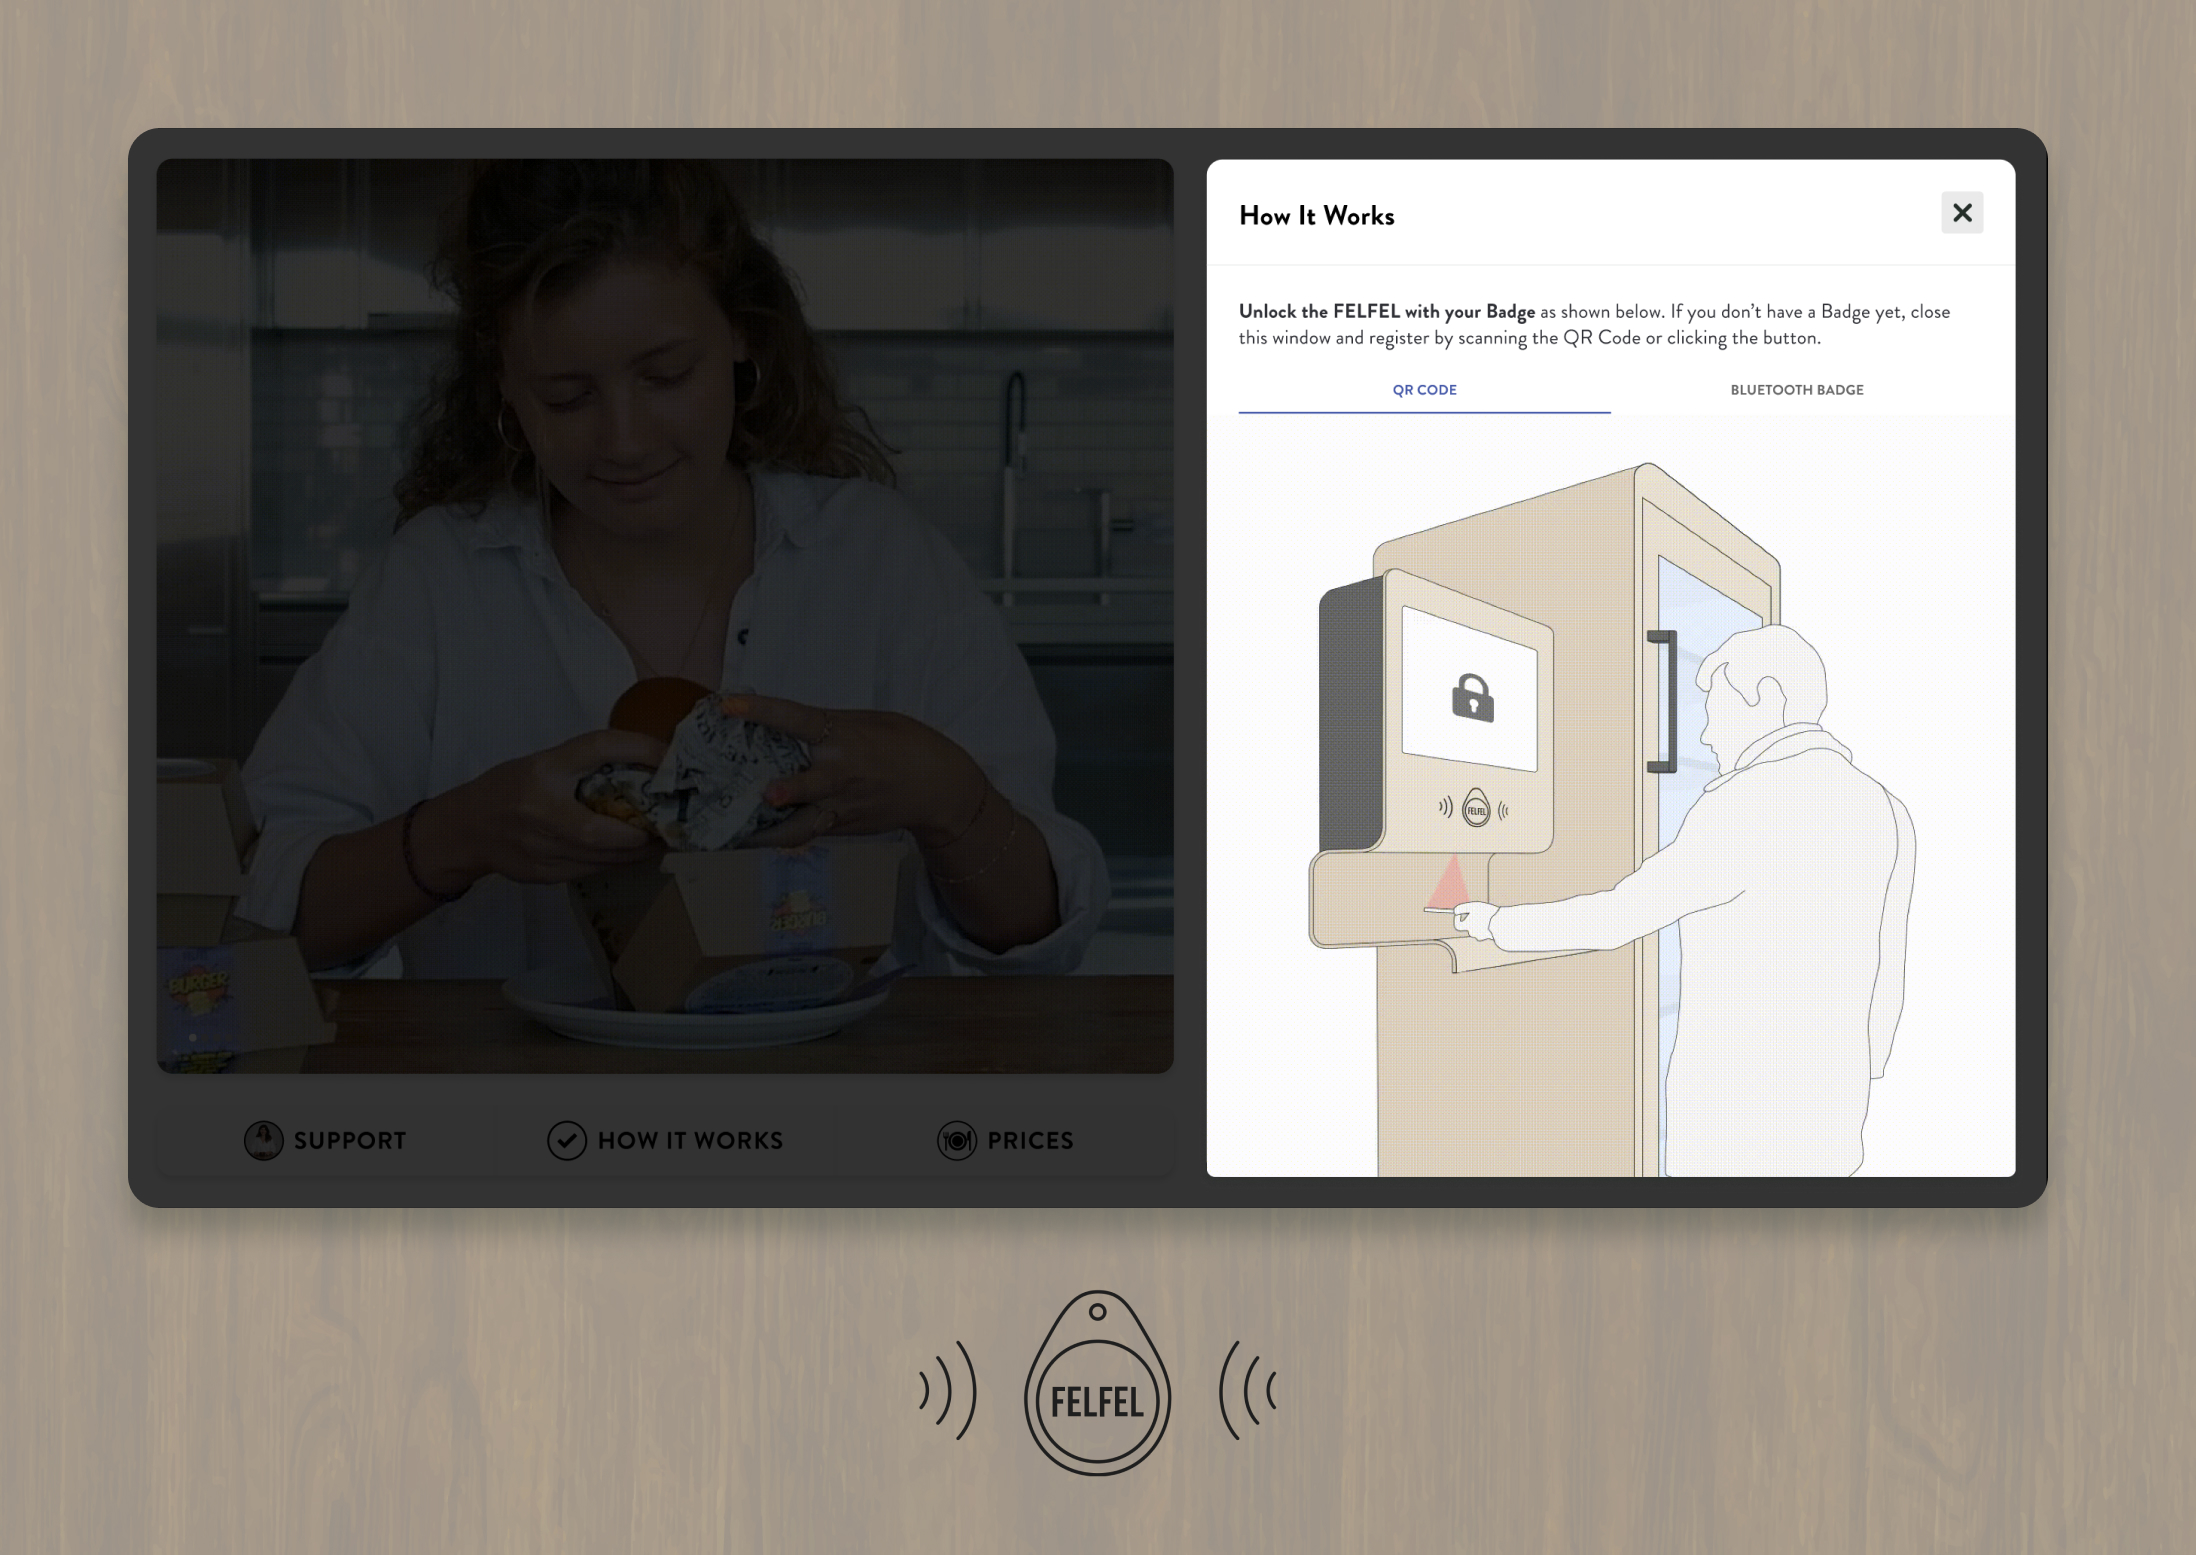 How It Works
Unlock the FELFEL with your Badge as shown below. If you don’t have a Badge yet, close
this window and register by scanning the QR Code or clicking the button.
QR CODE
BLUETOOTH BADGE
FELFEL
BURGER
BURGER
SUPPORT
HOW IT WORKS
PRICES
FELFEL